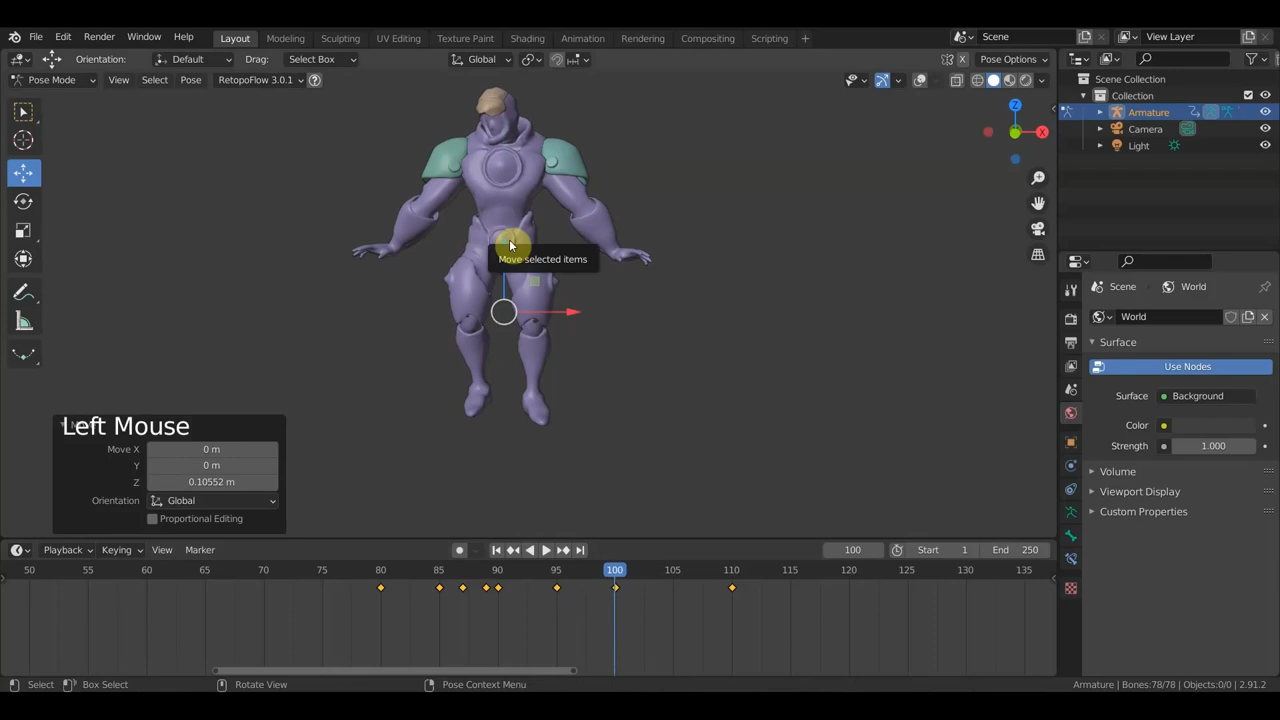 File Edit Render Window Help Layout Modeling Sculpting UV Editing Texture Paint Shading Animation Rendering Compositing Scripting + Scene View Layer
Orientation: Default Drag: Select Box Global X Pose Options
Pose Mode View Select Pose RetopoFlow 3.0.1 ?
Scene Collection
Collection
Armature
Camera
Light
Z
X
Move selected items
Scene World
World
Surface
Use Nodes
Surface Background
Color
Strength 1.000
Volume
Viewport Display
Custom Properties
Left Mouse
Move X 0 m
Y 0 m
Z 0.10552 m
Orientation Global
Proportional Editing
Playback Keying View Marker 100 Start 1 End 250
50 55 60 65 70 75 80 85 90 95 100 105 110 115 120 125 130 135
Select Box Select Rotate View Pose Context Menu Armature | Bones:78/78 | Objects:0/0 | 2.91.2